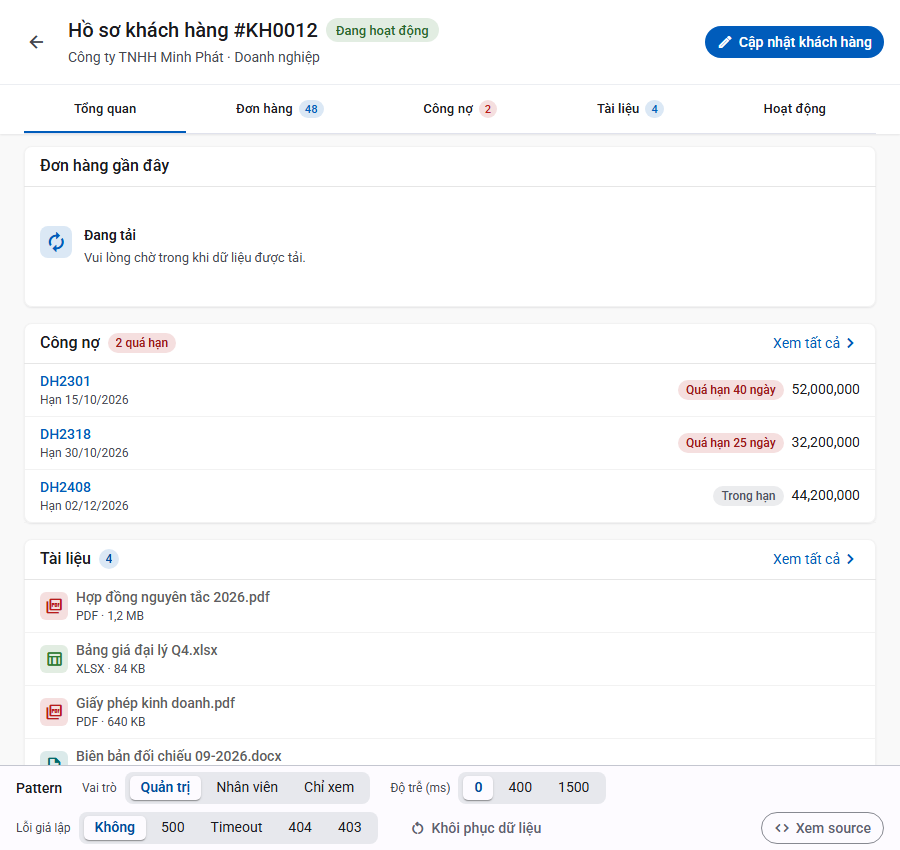 Hồ sơ khách hàng #KH0012 Đang hoạt động
Công ty TNHH Minh Phát · Doanh nghiệp
Cập nhật khách hàng
Tổng quan Đơn hàng 48 Công nợ 2 Tài liệu 4 Hoạt động
Đơn hàng gần đây
Đang tải
Vui lòng chờ trong khi dữ liệu được tải.
Công nợ 2 quá hạn Xem tất cả
DH2301
Hạn 15/10/2026
Quá hạn 40 ngày 52,000,000
DH2318
Hạn 30/10/2026
Quá hạn 25 ngày 32,200,000
DH2408
Hạn 02/12/2026
Trong hạn 44,200,000
Tài liệu 4 Xem tất cả
Hợp đồng nguyên tắc 2026.pdf
PDF · 1,2 MB
Bảng giá đại lý Q4.xlsx
XLSX · 84 KB
Giấy phép kinh doanh.pdf
PDF · 640 KB
Biên bản đối chiếu 09-2026.docx
Pattern Vai trò Quản trị Nhân viên Chỉ xem Độ trễ (ms) 0 400 1500
Lỗi giả lập Không 500 Timeout 404 403 Khôi phục dữ liệu Xem source